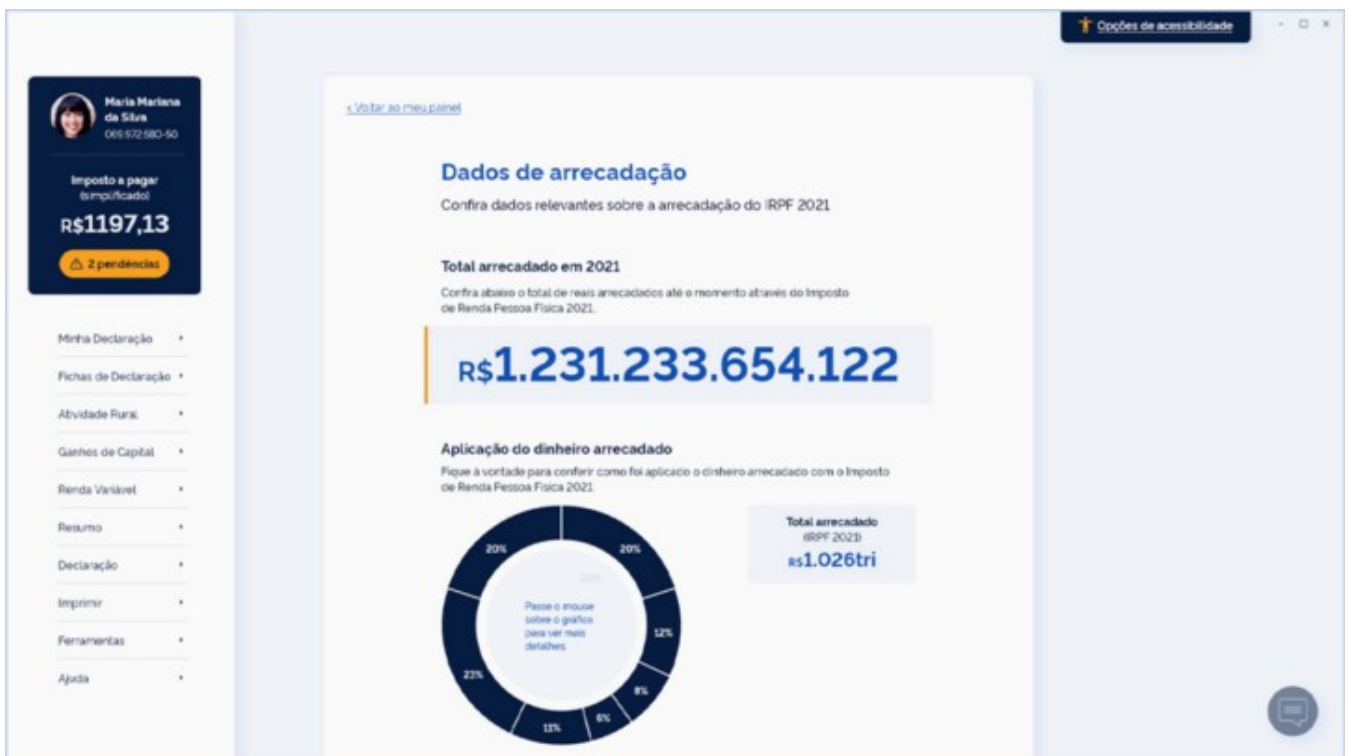 Opções de acessibilidade
Maria Mariana
da Silva
069.972.580-50
Imposto a pagar
(simplificado)
R$1197,13
2 pendências
Minha Declaração
Fichas de Declaração
Atividade Rural
Ganhos de Capital
Renda Variável
Resumo
Declaração
Imprimir
Ferramentas
Ajuda
< Voltar ao meu painel
Dados de arrecadação
Confira dados relevantes sobre a arrecadação do IRPF 2021
Total arrecadado em 2021
Confira abaixo o total de reais arrecadados até o momento através do Imposto
de Renda Pessoa Física 2021.
R$1.231.233.654.122
Aplicação do dinheiro arrecadado
Fique à vontade para conferir como foi aplicado o dinheiro arrecadado com o Imposto
de Renda Pessoa Física 2021.
20%
20%
12%
8%
6%
11%
23%
Passe o mouse
sobre o gráfico
para ver mais
detalhes.
Total arrecadado
(IRPF 2021)
R$1.026tri